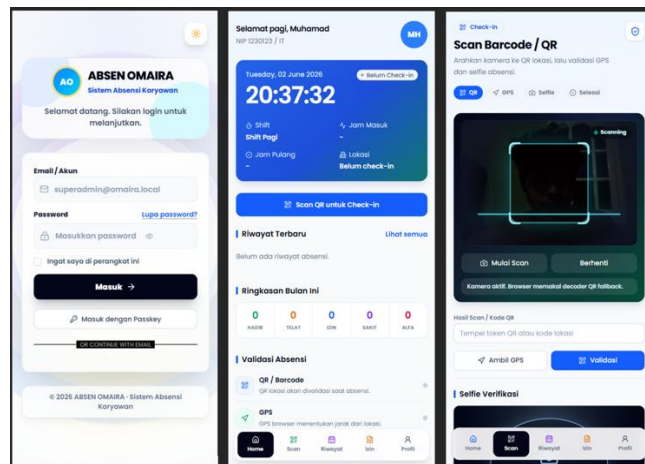 AO
ABSEN OMAIRA
Sistem Absensi Karyawan
Selamat datang. Silakan login untuk
melanjutkan.
Email / Akun
superadmin@omaira.local
Password
Lupa password?
Masukkan password
Ingat saya di perangkat ini
Masuk →
Masuk dengan Passkey
OR CONTINUE WITH EMAIL
© 2026 ABSEN OMAIRA · Sistem Absensi
Karyawan
Selamat pagi, Muhamad
NIP 1230123 / IT
MH
Tuesday, 02 June 2026
Belum Check-in
20:37:32
Shift
Jam Masuk
Shift Pagi
-
Jam Pulang
Lokasi
-
Belum check-in
Scan QR untuk Check-in
Riwayat Terbaru
Lihat semua
Belum ada riwayat absensi.
Ringkasan Bulan Ini
0 0 0 0 0
HADIR TELAT IZIN SAKIT ALFA
Validasi Absensi
QR / Barcode
QR lokasi akan divalidasi saat absensi.
GPS
GPS browser menentukan jarak dari lokasi.
Home Scan Riwayat Izin Profil
Check-in
Scan Barcode / QR
Arahkan kamera ke QR lokasi, lalu validasi GPS
dan selfie absensi.
QR GPS Selfie Selesai
Scanning
Mulai Scan
Berhenti
Kamera aktif. Browser memakai decoder QR fallback.
Hasil Scan / Kode QR
Tempel token QR atau kode lokasi
Ambil GPS
Validasi
Selfie Verifikasi
Home Scan Riwayat Izin Profil